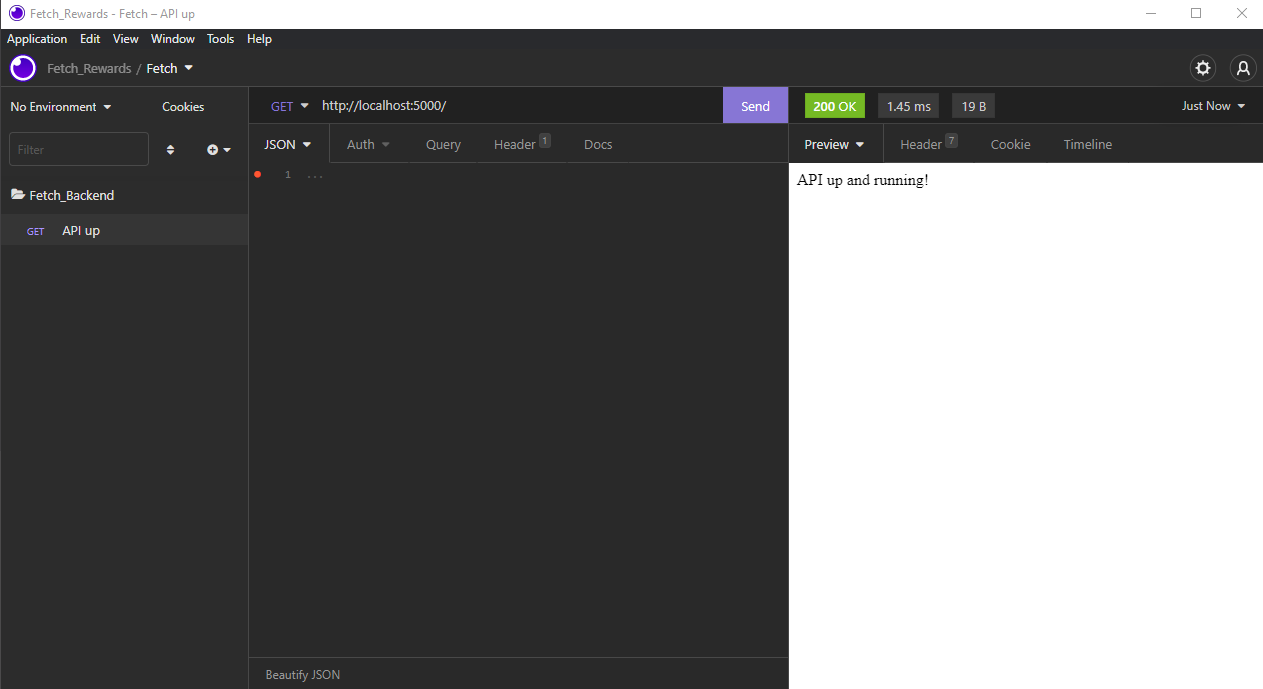 Fetch_Rewards - Fetch – API up
Application Edit View Window Tools Help
Fetch_Rewards / Fetch
No Environment Cookies
GET http://localhost:5000/ Send
200 OK 1.45 ms 19 B Just Now
Filter
JSON Auth Query Header 1 Docs
Preview Header 7 Cookie Timeline
1 ...
API up and running!
Fetch_Backend
GET API up
Beautify JSON